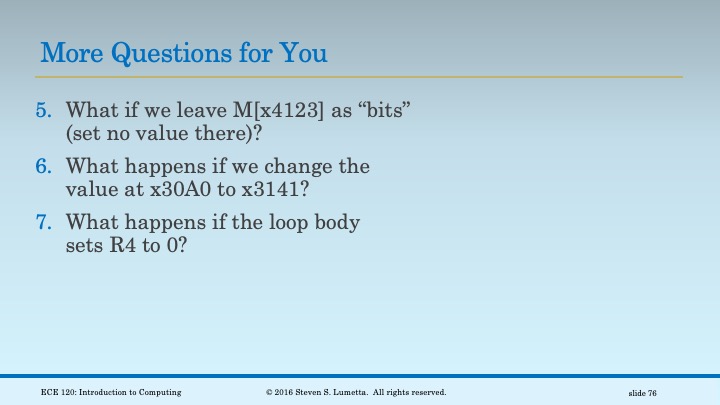 More Questions for You
5. What if we leave M[x4123] as “bits”
(set no value there)?
6. What happens if we change the
value at x30A0 to x3141?
7. What happens if the loop body
sets R4 to 0?
ECE 120: Introduction to Computing © 2016 Steven S. Lumetta. All rights reserved. slide 76